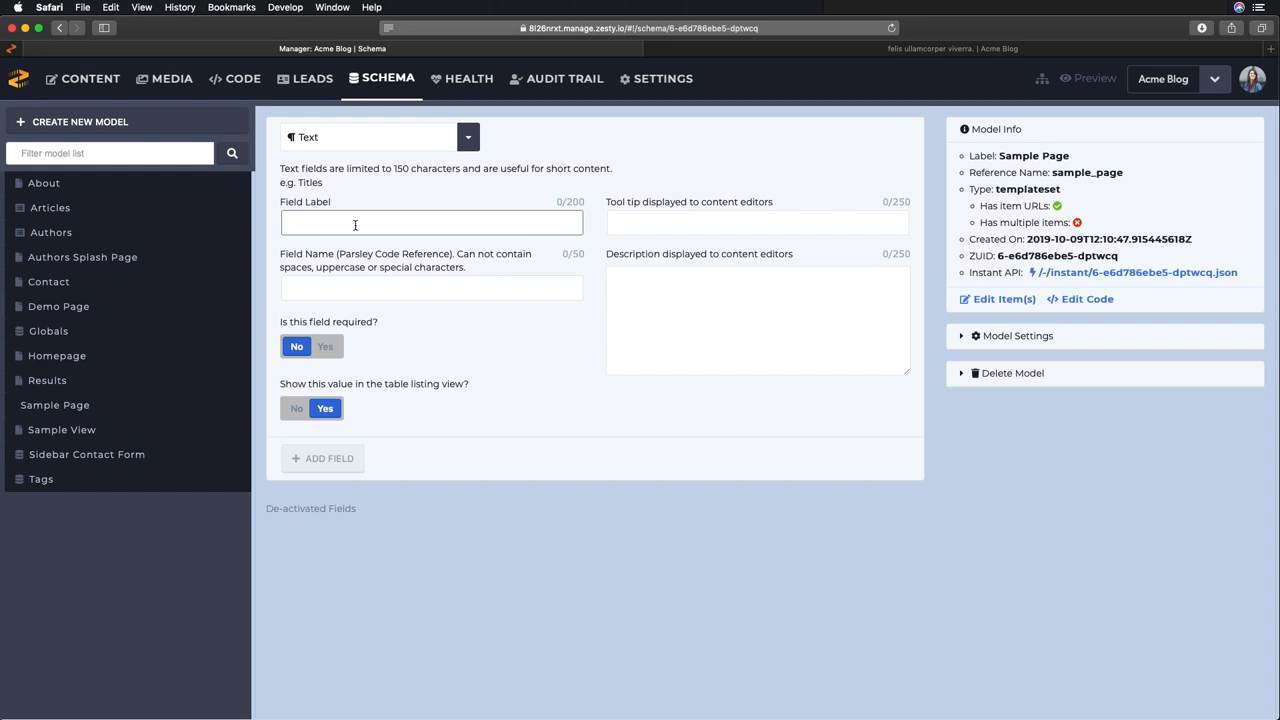 Safari File Edit View History Bookmarks Develop Window Help
8l26nrxt.manage.zesty.io/#!/schema/6-e6d786ebe5-dptwcq
Manager: Acme Blog | Schema
felis ullamcorper viverra. | Acme Blog
CONTENT MEDIA CODE LEADS SCHEMA HEALTH AUDIT TRAIL SETTINGS Preview Acme Blog
CREATE NEW MODEL
Filter model list
About
Articles
Authors
Authors Splash Page
Contact
Demo Page
Globals
Homepage
Results
Sample Page
Sample View
Sidebar Contact Form
Tags
Text
Text fields are limited to 150 characters and are useful for short content.
e.g. Titles
Field Label 0/200
Tool tip displayed to content editors 0/250
Field Name (Parsley Code Reference). Can not contain 0/50
spaces, uppercase or special characters.
Description displayed to content editors 0/250
Is this field required?
No Yes
Show this value in the table listing view?
No Yes
+ ADD FIELD
De-activated Fields
Model Info
Label: Sample Page
Reference Name: sample_page
Type: templateset
Has item URLs:
Has multiple items:
Created On: 2019-10-09T12:10:47.915445618Z
ZUID: 6-e6d786ebe5-dptwcq
Instant API: /-/instant/6-e6d786ebe5-dptwcq.json
Edit Item(s) Edit Code
Model Settings
Delete Model